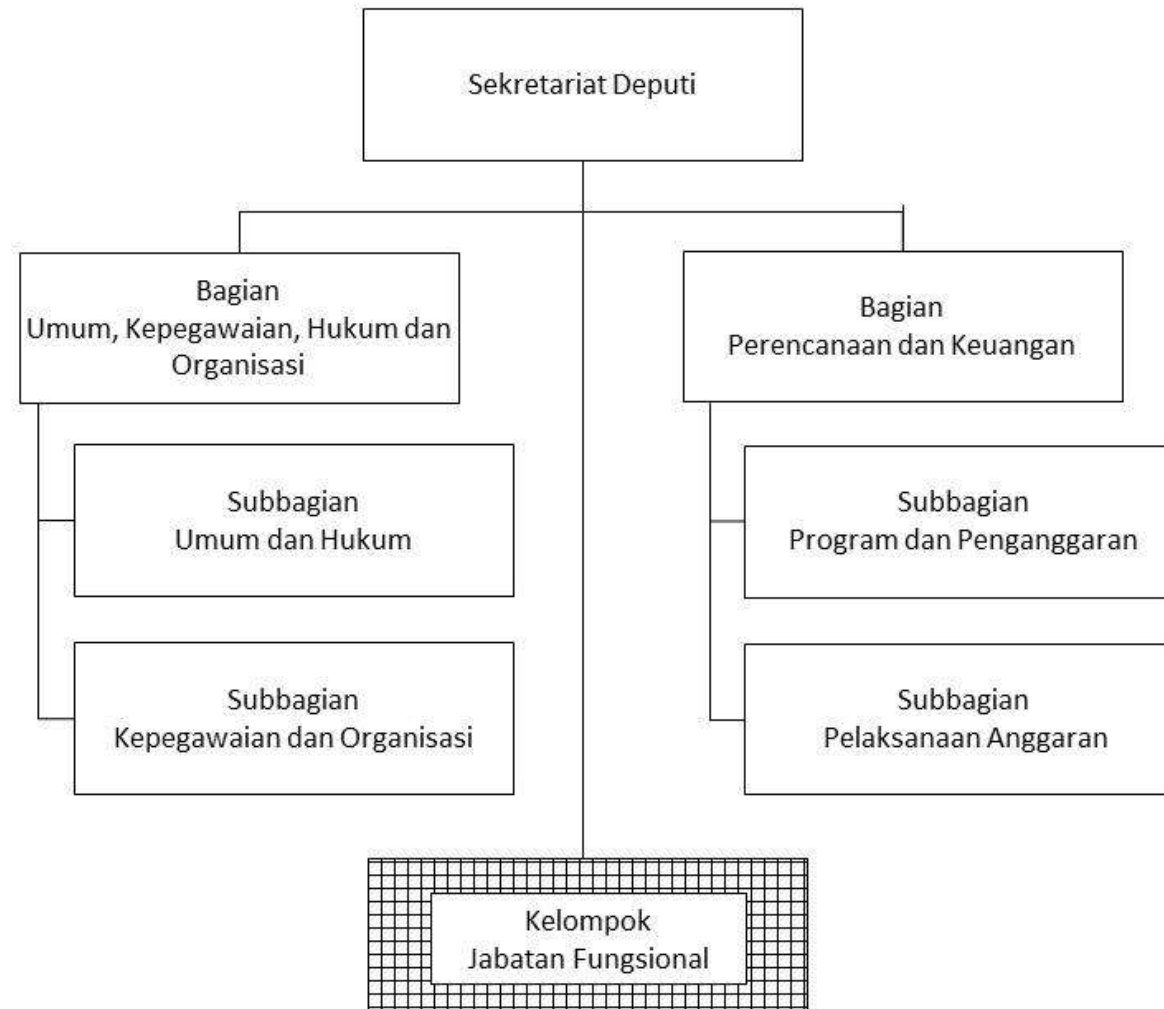 Sekretariat Deputi
Bagian
Umum, Kepegawaian, Hukum dan
Organisasi
Subbagian
Umum dan Hukum
Subbagian
Kepegawaian dan Organisasi
Bagian
Perencanaan dan Keuangan
Subbagian
Program dan Penganggaran
Subbagian
Pelaksanaan Anggaran
Kelompok
Jabatan Fungsional